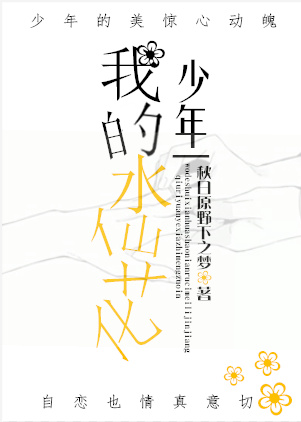 少年的美惊心动魄
我的
水仙花
少年
秋日原野下之梦 著
自恋也情真意切